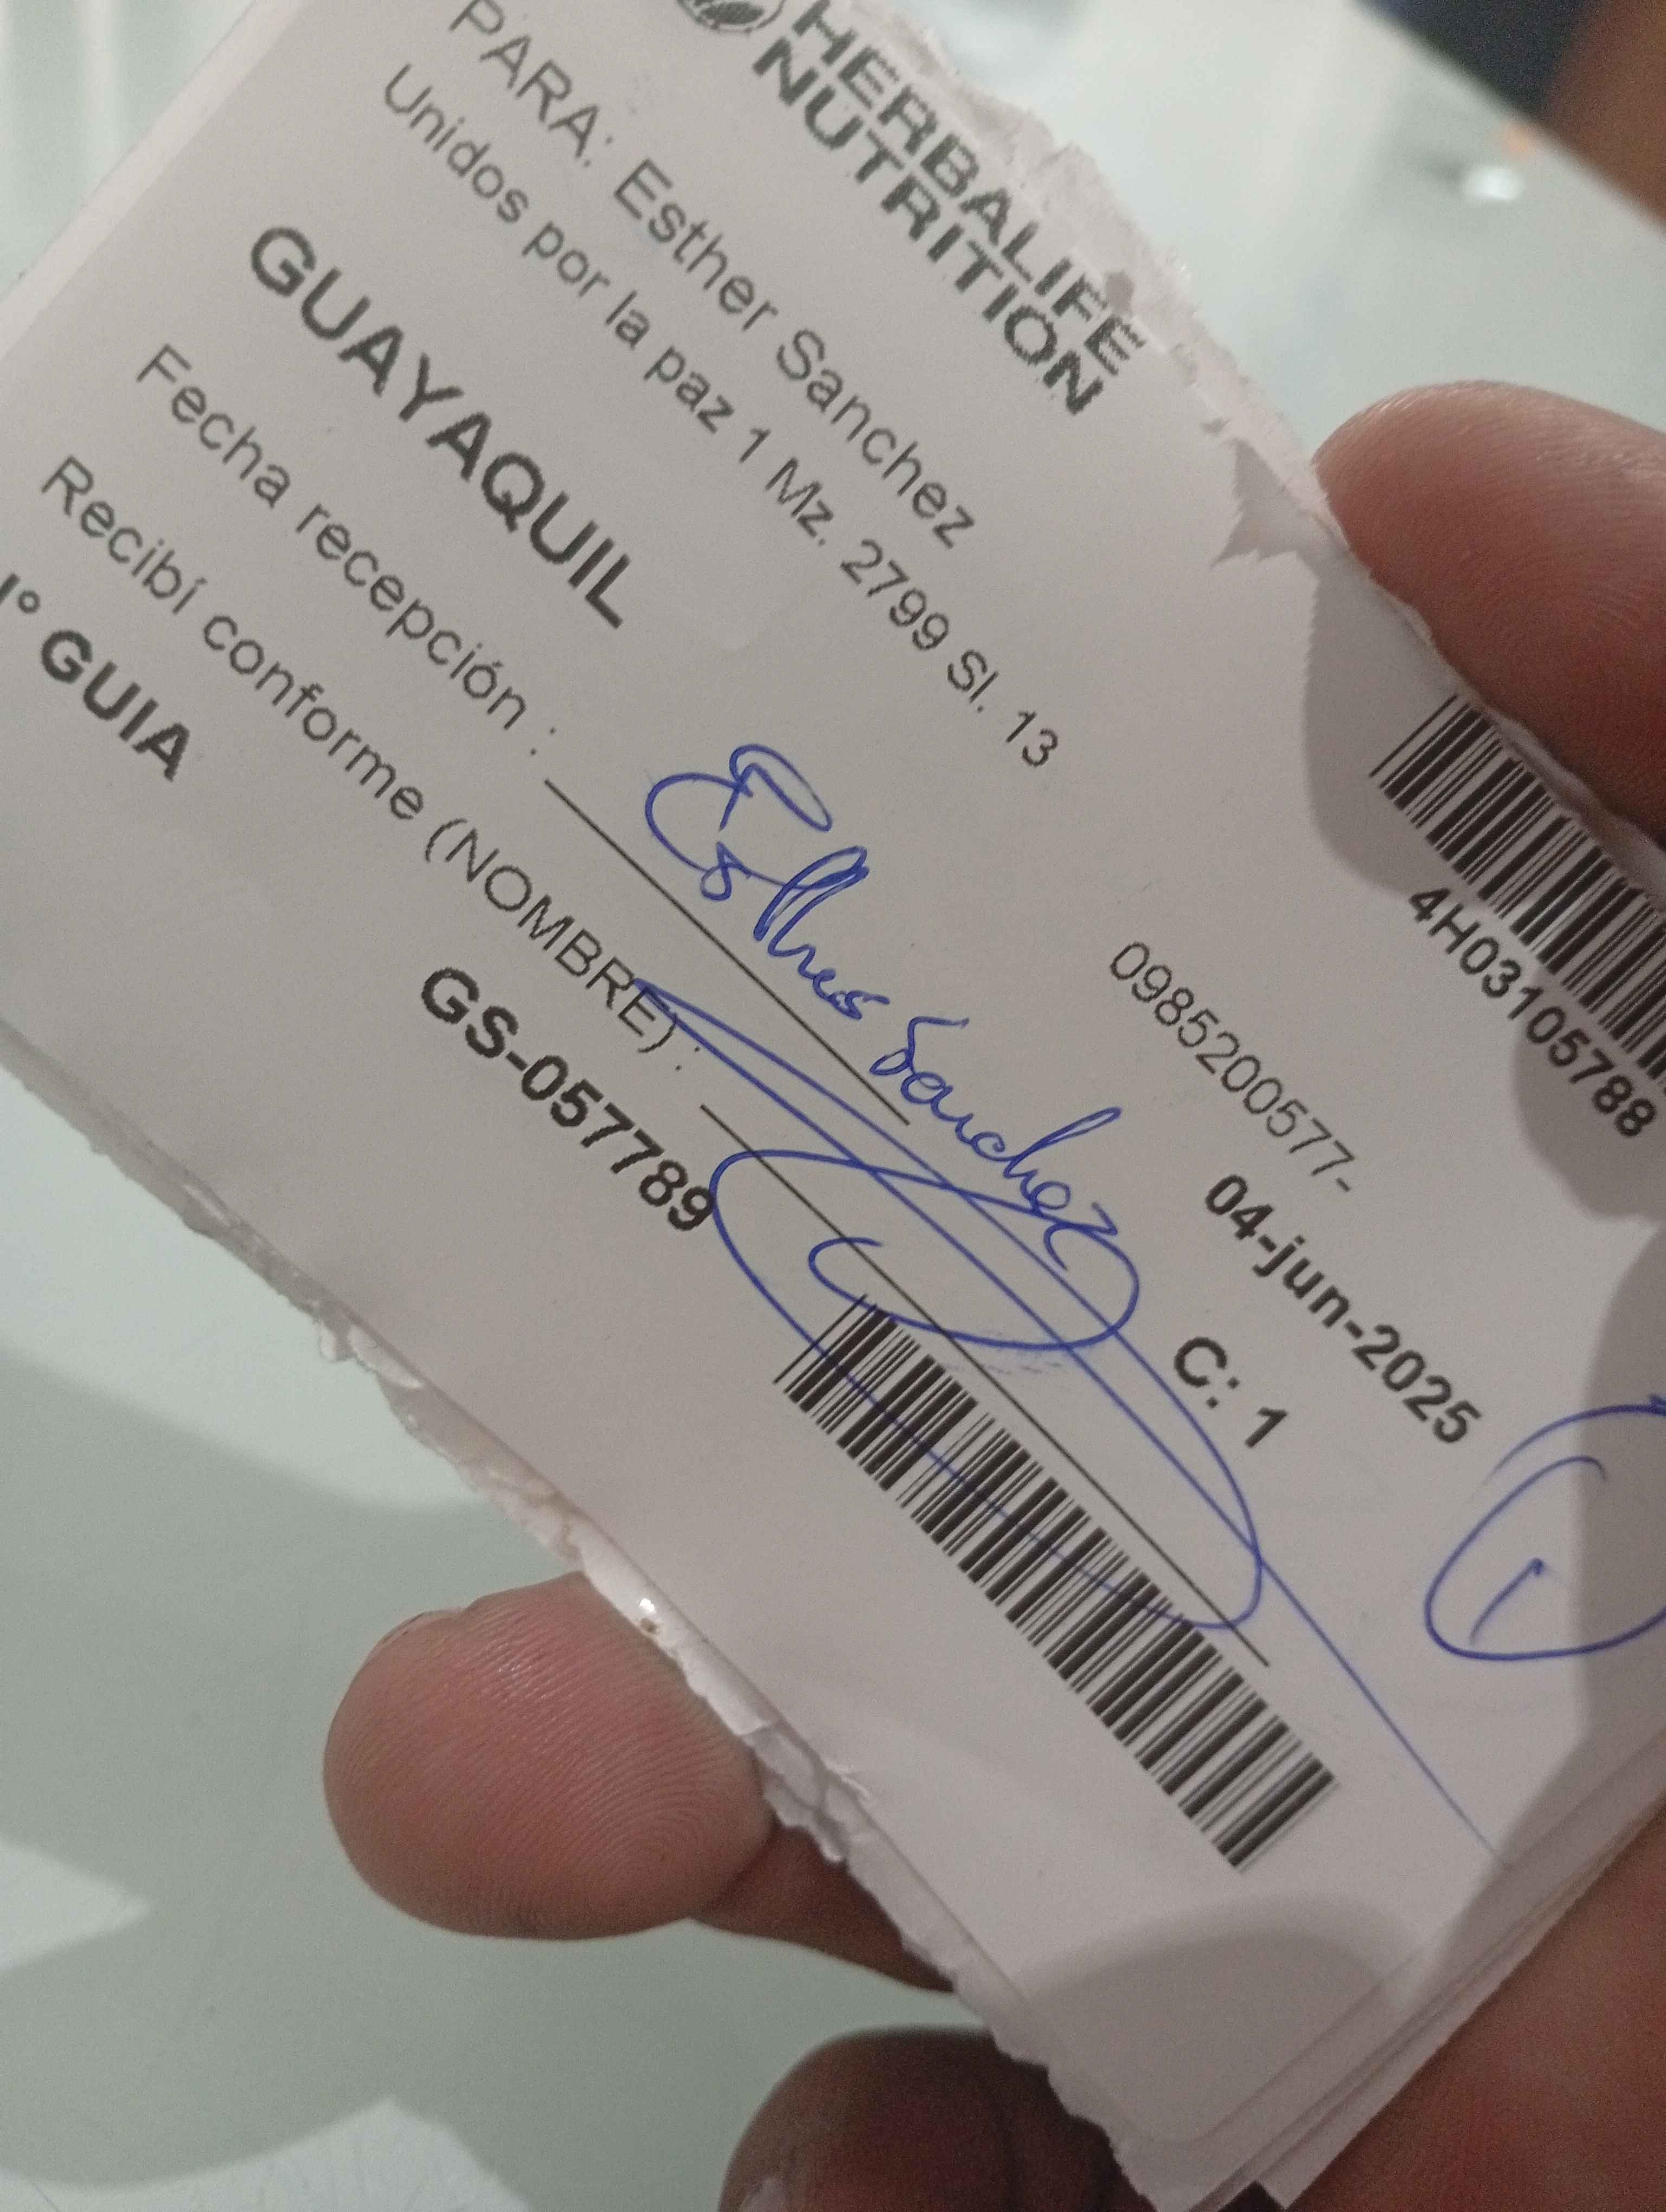 HERBALIFE
NUTRITION
4H03105788
PARA: Esther Sanchez
Unidos por la paz 1 Mz. 2799 Sl. 13
0985200577-
GUAYAQUIL
04-jun-2025
Fecha recepción :
C: 1
Esther Sanchez
1
Recibí conforme (NOMBRE) :
GUIA
GS-057789